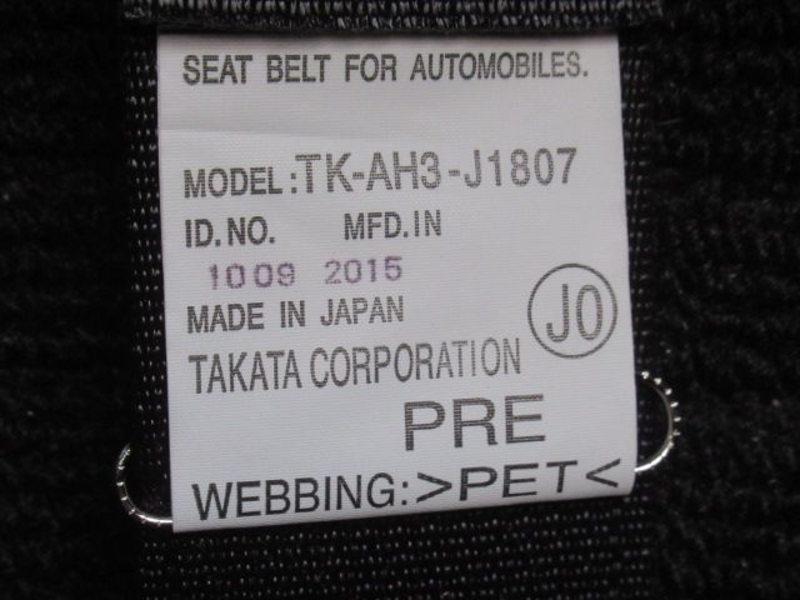 SEAT BELT FOR AUTOMOBILES.
MODEL:TK-AH3-J1807
ID.NO. MFD.IN
1009 2015
MADE IN JAPAN
JO
TAKATA CORPORATION
PRE
WEBBING:>PET<